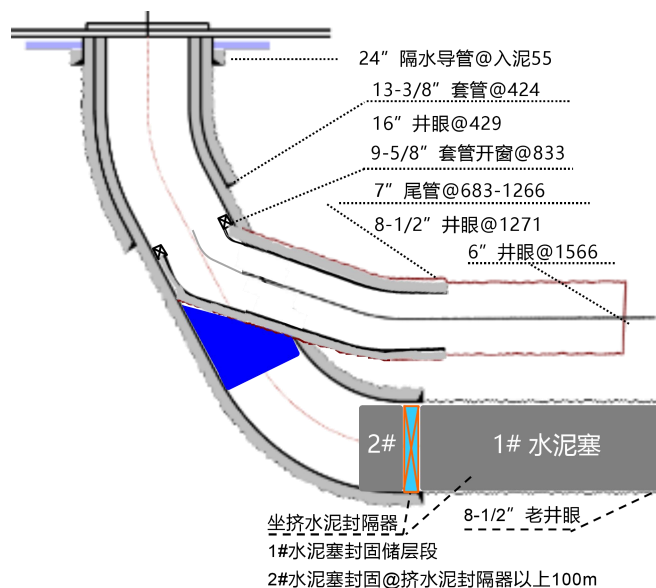 24″ 隔水导管@入泥55
13-3/8″ 套管@424
16″ 井眼@429
9-5/8″ 套管开窗@833
7″ 尾管@683-1266
8-1/2″ 井眼@1271
6″ 井眼@1566
2#
1# 水泥塞
坐挤水泥封隔器
8-1/2″ 老井眼
1#水泥塞封固储层段
2#水泥塞封固@挤水泥封隔器以上100m